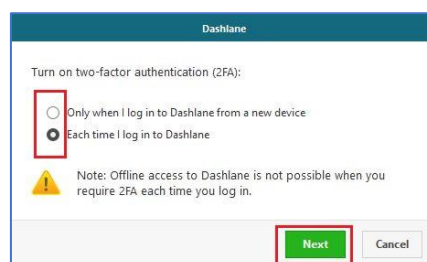 Dashlane
Turn on two-factor authentication (2FA):
Only when I log in to Dashlane from a new device
Each time I log in to Dashlane
Note: Offline access to Dashlane is not possible when you
require 2FA each time you log in.
Next Cancel